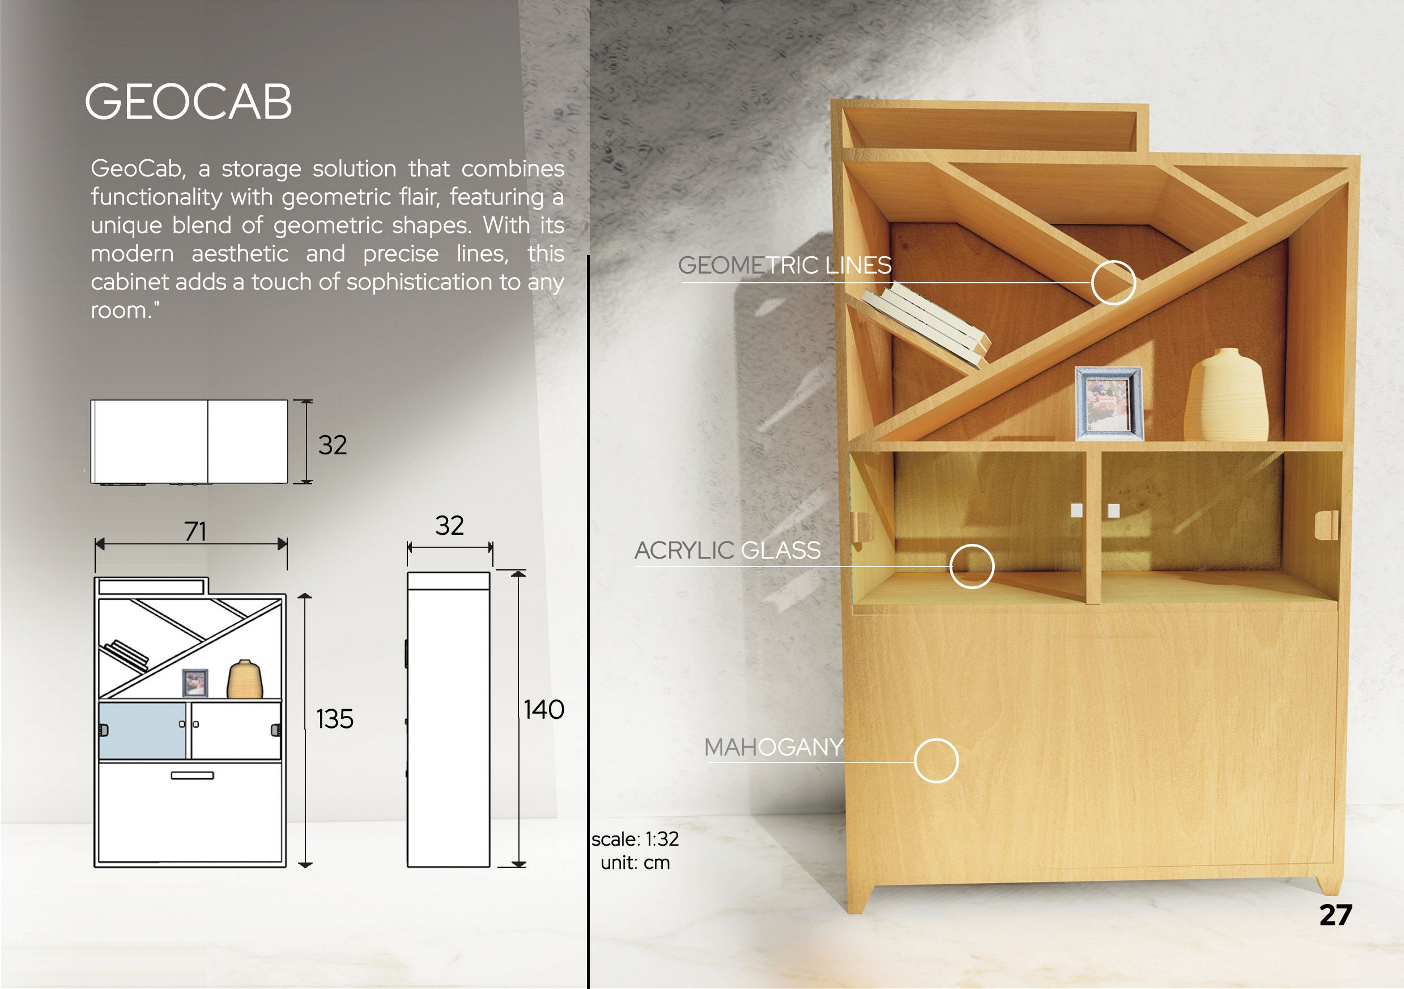 GEOCAB
GeoCab, a storage solution that combines
functionality with geometric flair, featuring a
unique blend of geometric shapes. With its
modern aesthetic and precise lines, this
cabinet adds a touch of sophistication to any
room."
32
71
135
32
140
scale: 1:32
unit: cm
GEOMETRIC LINES
ACRYLIC GLASS
MAHOGANY
27